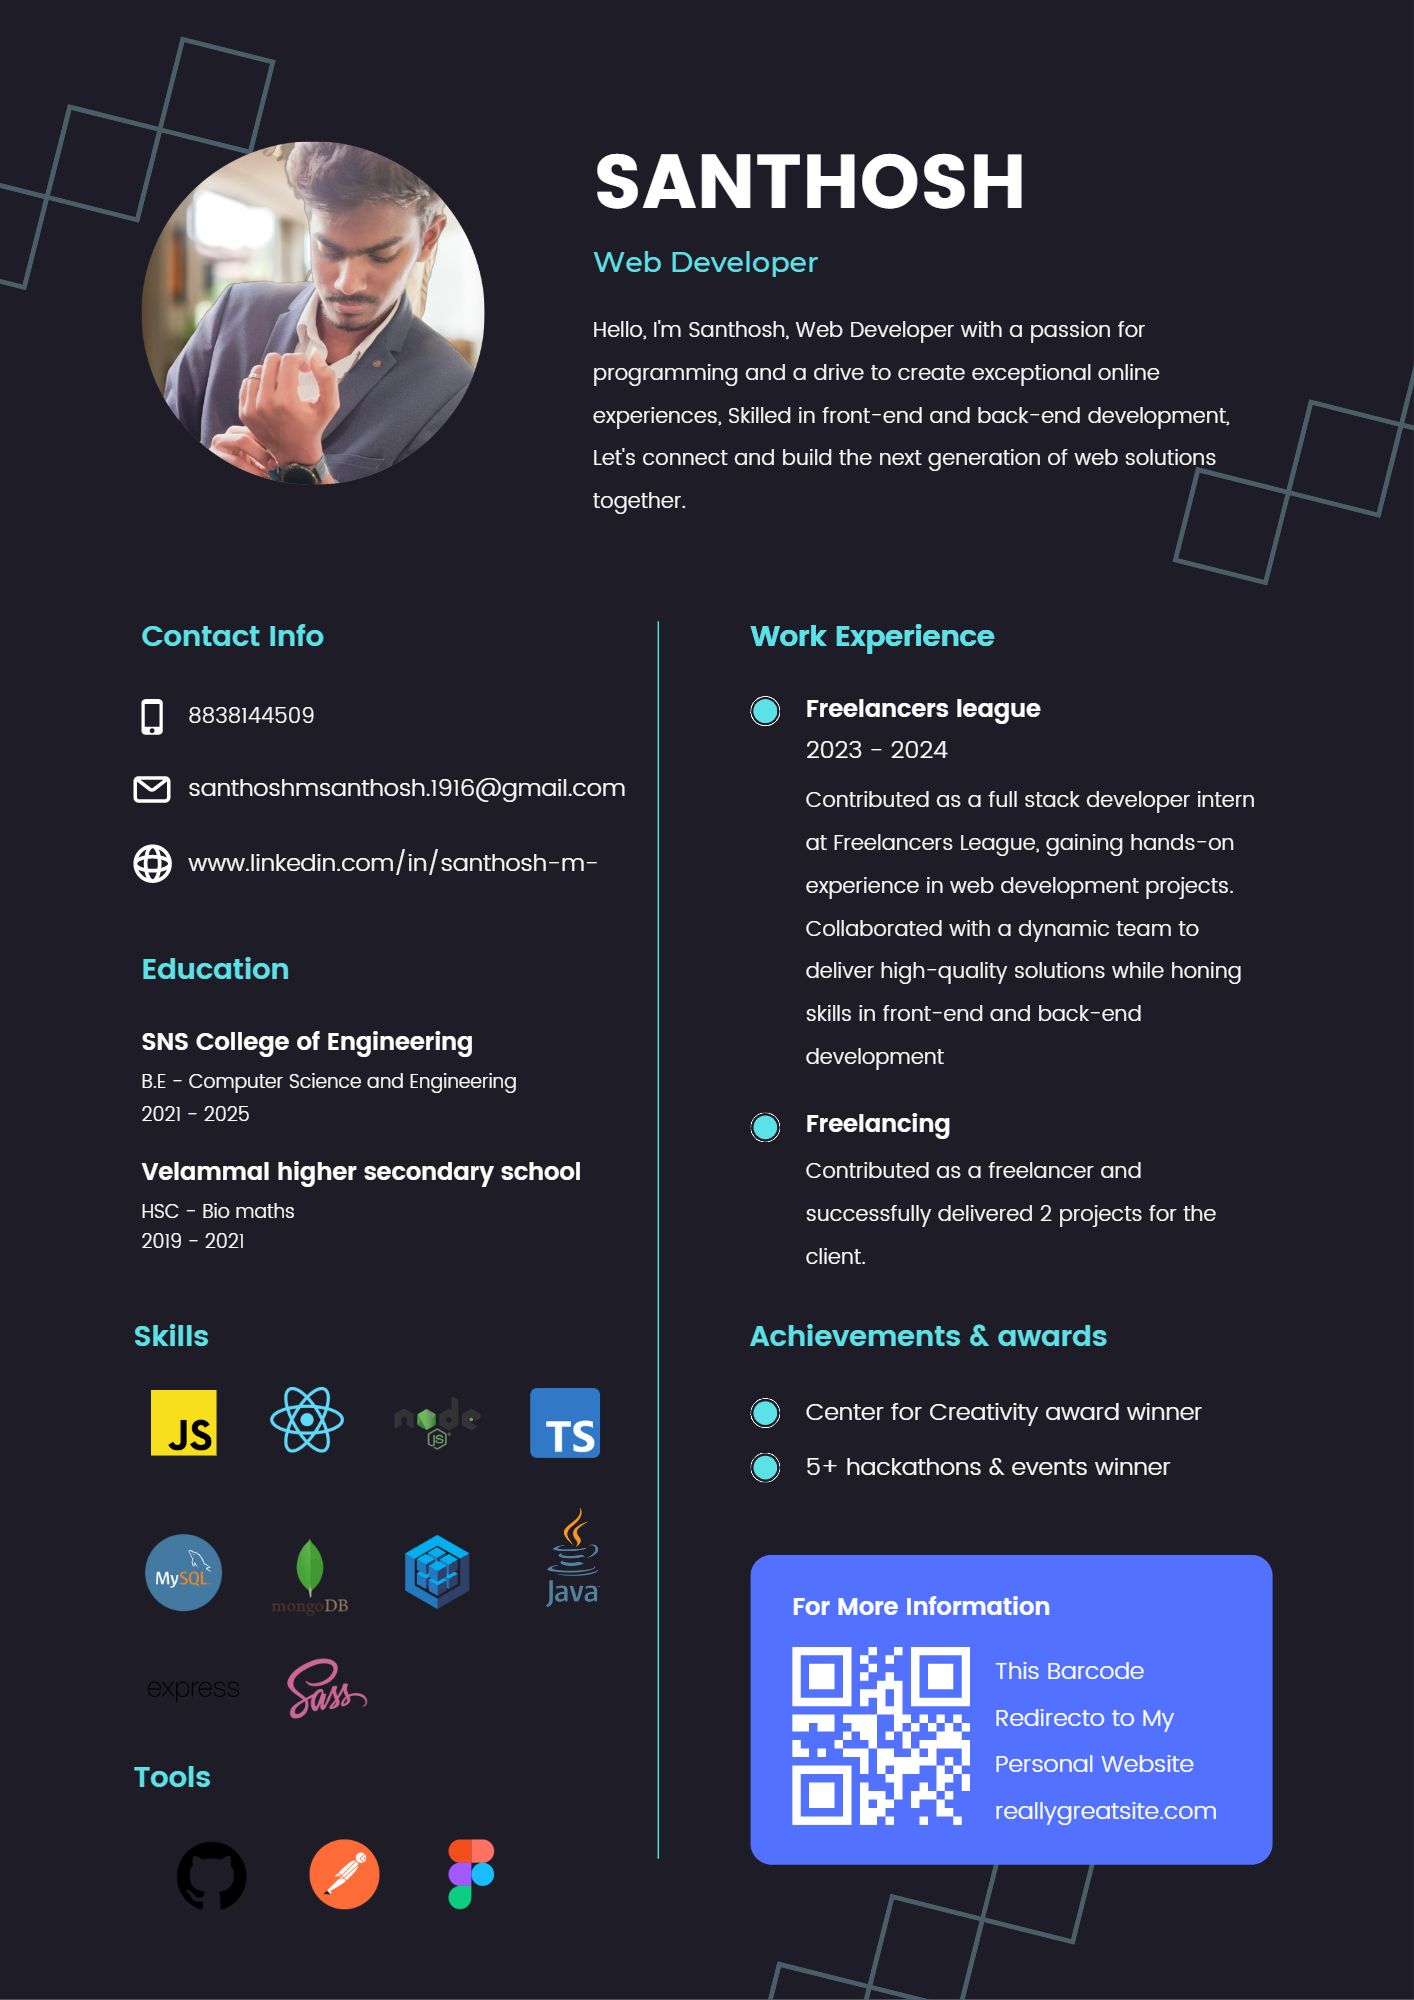 SANTHOSH
Web Developer
Hello, I'm Santhosh, Web Developer with a passion for
programming and a drive to create exceptional online
experiences, Skilled in front-end and back-end development,
Let's connect and build the next generation of web solutions
together.
Contact Info
8838144509
santhoshmsanthosh.1916@gmail.com
www.linkedin.com/in/santhosh-m-
Education
SNS College of Engineering
B.E - Computer Science and Engineering
2021 - 2025
Velammal higher secondary school
HSC - Bio maths
2019 - 2021
Skills
JS
node
JS
TS
MySQL
mongoDB
Java
express
Sass
Tools
Work Experience
Freelancers league
2023 - 2024
Contributed as a full stack developer intern
at Freelancers League, gaining hands-on
experience in web development projects.
Collaborated with a dynamic team to
deliver high-quality solutions while honing
skills in front-end and back-end
development
Freelancing
Contributed as a freelancer and
successfully delivered 2 projects for the
client.
Achievements & awards
Center for Creativity award winner
5+ hackathons & events winner
For More Information
This Barcode
Redirecto to My
Personal Website
reallygreatsite.com